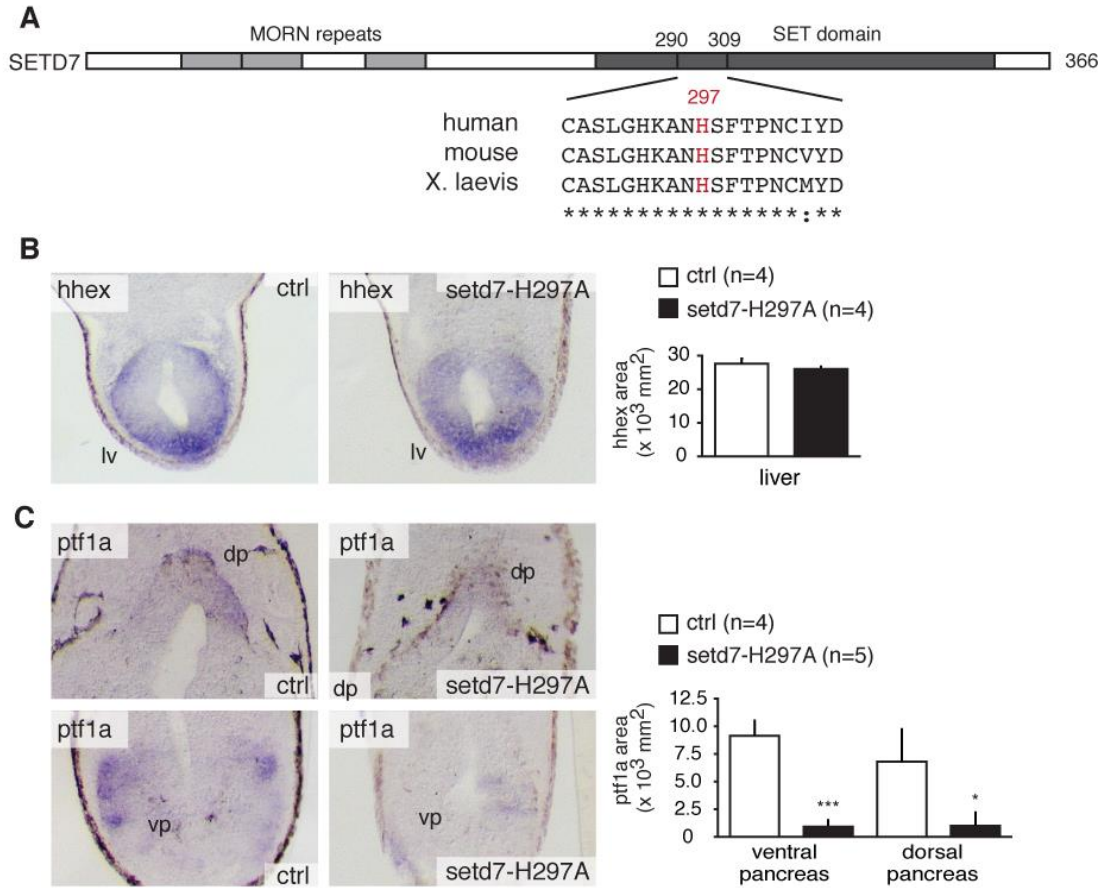 A
MORN repeats
290 309
SET domain
SETD7
366
297
human CASLGHKANHSFTPNCIYD
mouse CASLGHKANHSFTPNCVYD
X. laevis CASLGHKANHSFTPNCMYD
****************:**
B
hhex ctrl
lv
hhex setd7-H297A
lv
ctrl (n=4)
setd7-H297A (n=4)
hhex area
(x 10³ mm²)
30
20
10
0
liver
C
ptf1a
dp
ctrl
ptf1a
dp
dp
setd7-H297A
ptf1a
vp
ctrl
ptf1a
vp
setd7-H297A
ctrl (n=4)
setd7-H297A (n=5)
ptf1a area
(x 10³ mm²)
12.5
10.0
7.5
5.0
2.5
0
***
*
ventral
pancreas
dorsal
pancreas